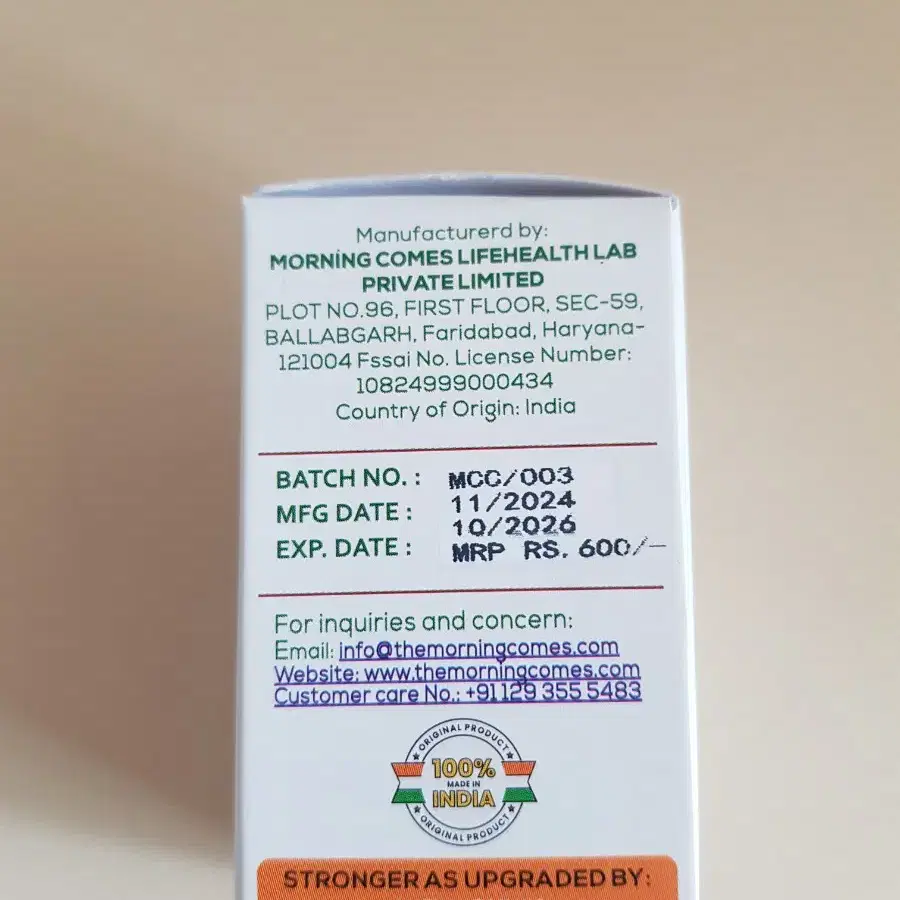 Manufacturerd by:
MORNING COMES LIFEHEALTH LAB
PRIVATE LIMITED
PLOT NO.96, FIRST FLOOR, SEC-59,
BALLABGARH, Faridabad, Haryana-
121004 Fssai No. License Number:
10824999000434
Country of Origin: India
BATCH NO. : MCC/003
MFG DATE : 11/2024
EXP. DATE : 10/2026
MRP RS. 600/-
For inquiries and concern:
Email: info@themorningcomes.com
Website: www.themorningcomes.com
Customer care No.: +91 129 355 5483
ORIGINAL PRODUCT
100%
MADE IN
INDIA
ORIGINAL PRODUCT
STRONGER AS UPGRADED BY: